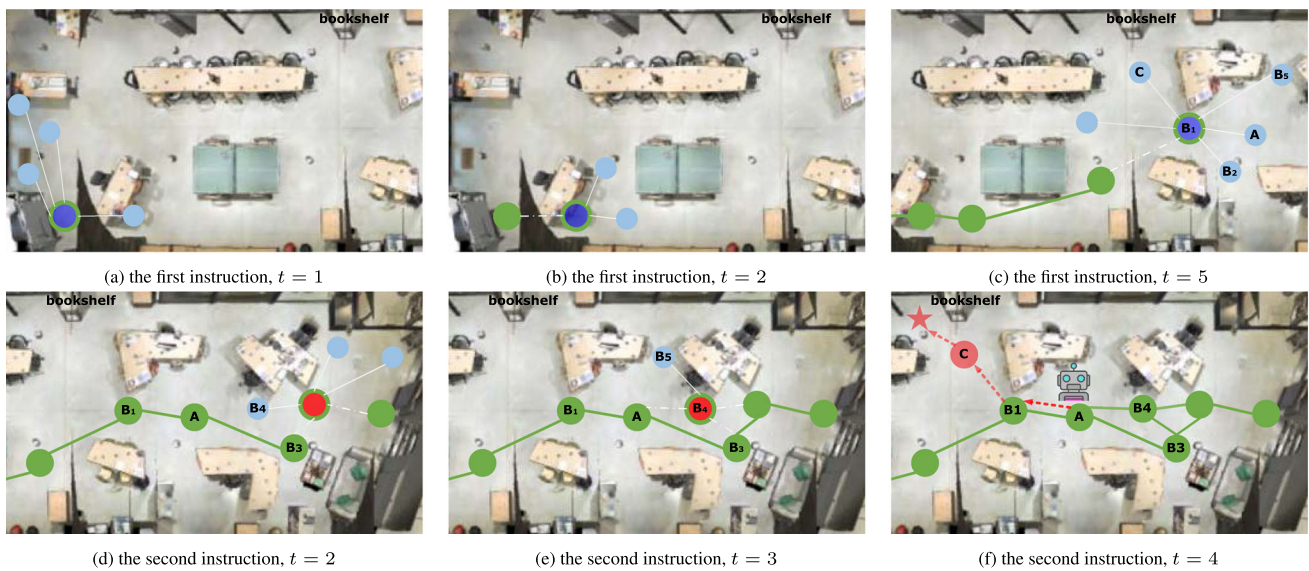 bookshelf
bookshelf
bookshelf
C
B₅
B₁
A
B₂
(a) the first instruction, t = 1
(b) the first instruction, t = 2
(c) the first instruction, t = 5
bookshelf
B₁
A
B4
B₃
bookshelf
B₅
B₁
A
B₄
B₃
bookshelf
C
B1
A
B4
B3
(d) the second instruction, t = 2
(e) the second instruction, t = 3
(f) the second instruction, t = 4